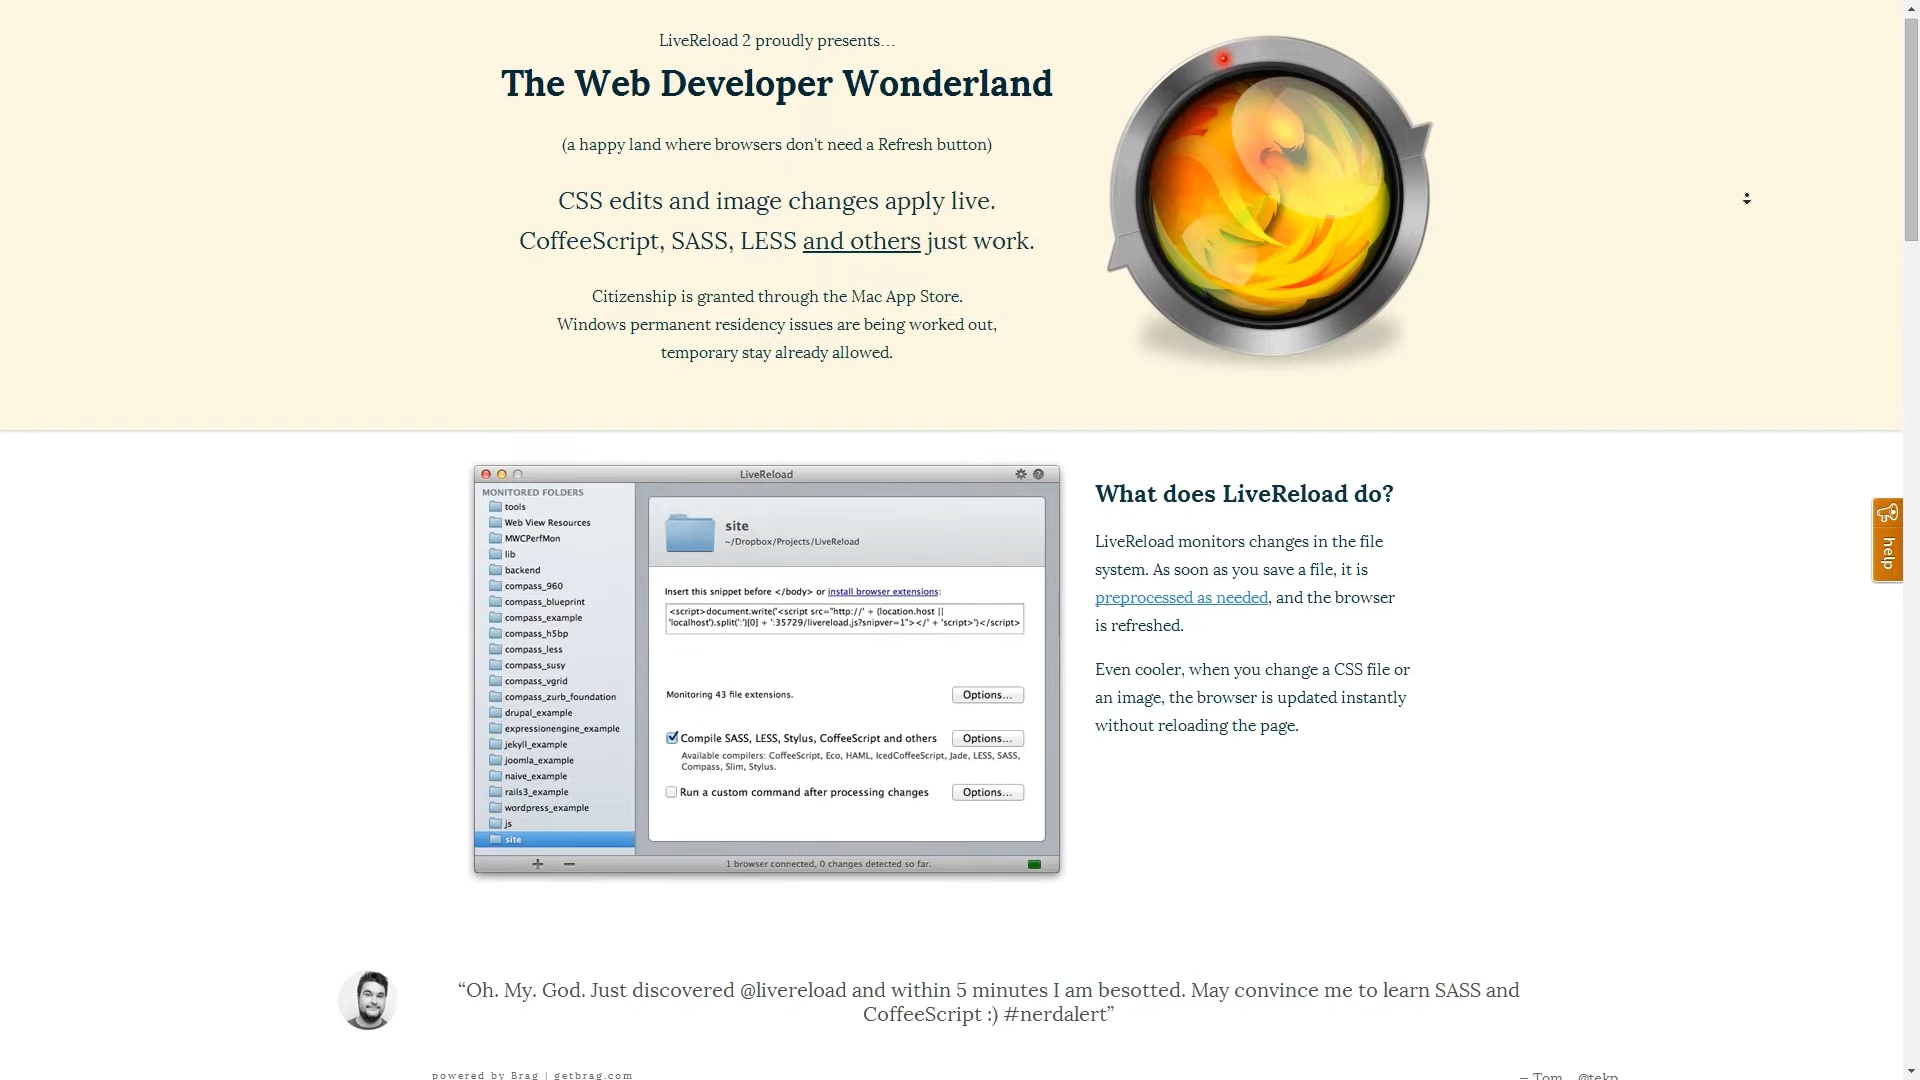 LiveReload 2 proudly presents…
The Web Developer Wonderland
(a happy land where browsers don't need a Refresh button)
CSS edits and image changes apply live.
CoffeeScript, SASS, LESS and others just work.
Citizenship is granted through the Mac App Store.
Windows permanent residency issues are being worked out,
temporary stay already allowed.
LiveReload
MONITORED FOLDERS
tools
Web View Resources
MWCPerfMon
lib
backend
compass_960
compass_blueprint
compass_example
compass_h5bp
compass_less
compass_susy
compass_vgrid
compass_zurb_foundation
drupal_example
expressionengine_example
jekyll_example
joomla_example
naive_example
rails3_example
wordpress_example
js
site
site
~/Dropbox/Projects/LiveReload
Insert this snippet before </body> or install browser extensions:
<script>document.write('<script src="http://' + (location.host ||
'localhost').split(':')[0] + ':35729/livereload.js?snipver=1"></' + 'script>')</script>
Monitoring 43 file extensions.
Options...
Compile SASS, LESS, Stylus, CoffeeScript and others
Options...
Available compilers: CoffeeScript, Eco, HAML, IcedCoffeeScript, Jade, LESS, SASS,
Compass, Slim, Stylus.
Run a custom command after processing changes
Options...
1 browser connected, 0 changes detected so far.
What does LiveReload do?
LiveReload monitors changes in the file
system. As soon as you save a file, it is
preprocessed as needed, and the browser
is refreshed.
Even cooler, when you change a CSS file or
an image, the browser is updated instantly
without reloading the page.
help
“Oh. My. God. Just discovered @livereload and within 5 minutes I am besotted. May convince me to learn SASS and
CoffeeScript :) #nerdalert”
powered by Brag | getbrag.com
— Tom, @tekp